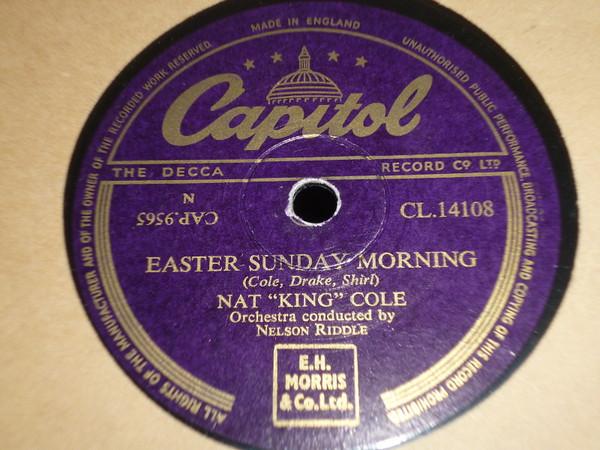 MADE IN ENGLAND
ALL RIGHTS OF THE MANUFACTURER AND OF THE OWNER OF THE RECORDED WORK RESERVED.
UNAUTHORISED PUBLIC PERFORMANCE, BROADCASTING AND COPYING OF THIS RECORD PROHIBITED
Capitol
THE DECCA RECORD Cº LTD
N
CAP.9565
CL.14108
EASTER SUNDAY MORNING
(Cole, Drake, Shirl)
NAT "KING" COLE
Orchestra conducted by
NELSON RIDDLE
E.H.
MORRIS
& Co.Ltd.